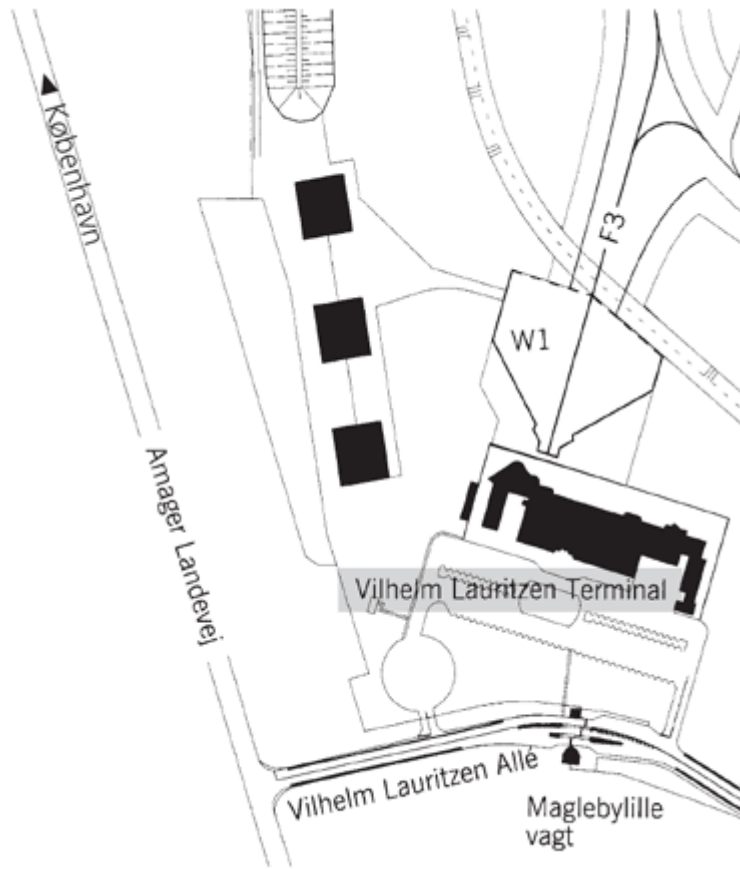 København
F3
W1
Amager Landevej
Vilhelm Lauritzen Terminal
Vilhelm Lauritzen Allé
Maglebylille
vagt